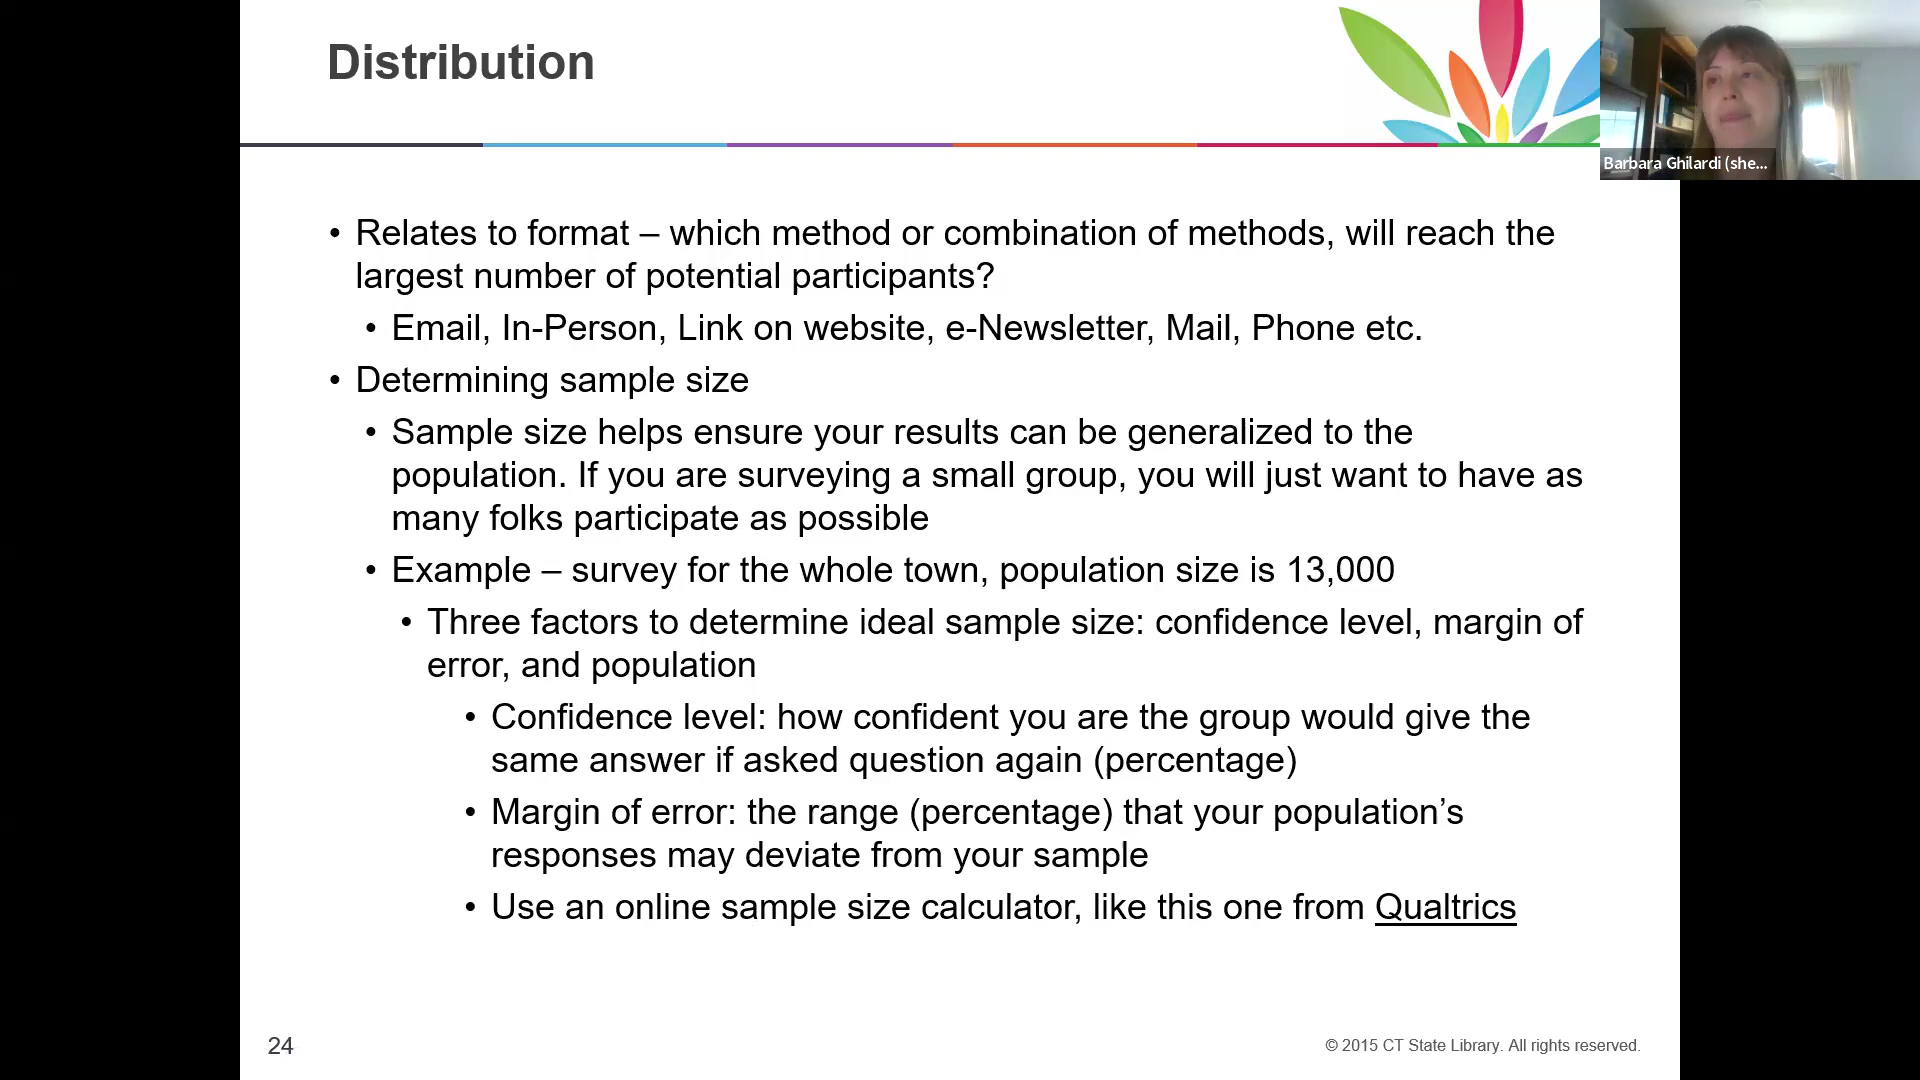 Distribution
Barbara Ghilardi (she...
• Relates to format – which method or combination of methods, will reach the
largest number of potential participants?
• Email, In-Person, Link on website, e-Newsletter, Mail, Phone etc.
• Determining sample size
• Sample size helps ensure your results can be generalized to the
population. If you are surveying a small group, you will just want to have as
many folks participate as possible
• Example – survey for the whole town, population size is 13,000
• Three factors to determine ideal sample size: confidence level, margin of
error, and population
• Confidence level: how confident you are the group would give the
same answer if asked question again (percentage)
• Margin of error: the range (percentage) that your population’s
responses may deviate from your sample
• Use an online sample size calculator, like this one from Qualtrics
24
© 2015 CT State Library. All rights reserved.